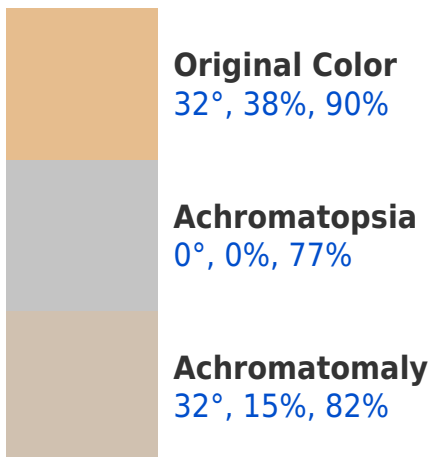 Original Color
32°, 38%, 90%
Achromatopsia
0°, 0%, 77%
Achromatomaly
32°, 15%, 82%